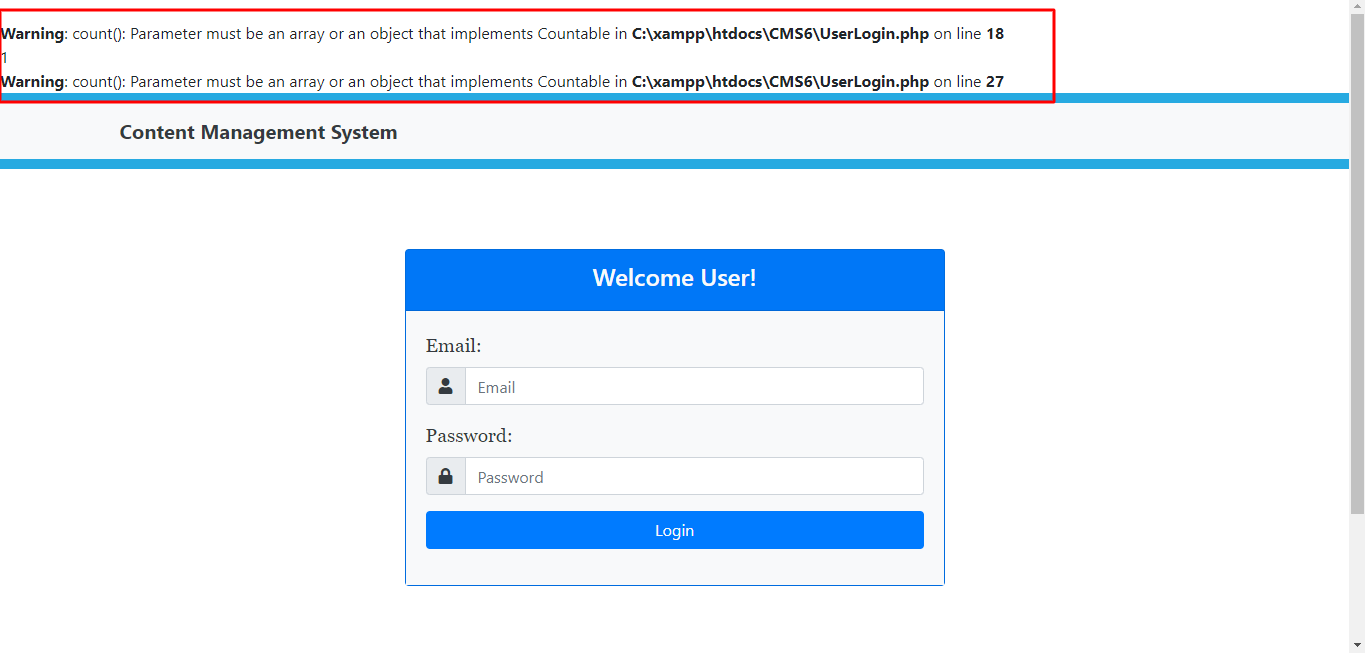 Warning: count(): Parameter must be an array or an object that implements Countable in C:\xampp\htdocs\CMS6\UserLogin.php on line 18
1
Warning: count(): Parameter must be an array or an object that implements Countable in C:\xampp\htdocs\CMS6\UserLogin.php on line 27
Content Management System
Welcome User!
Email:
Email
Password:
Password
Login